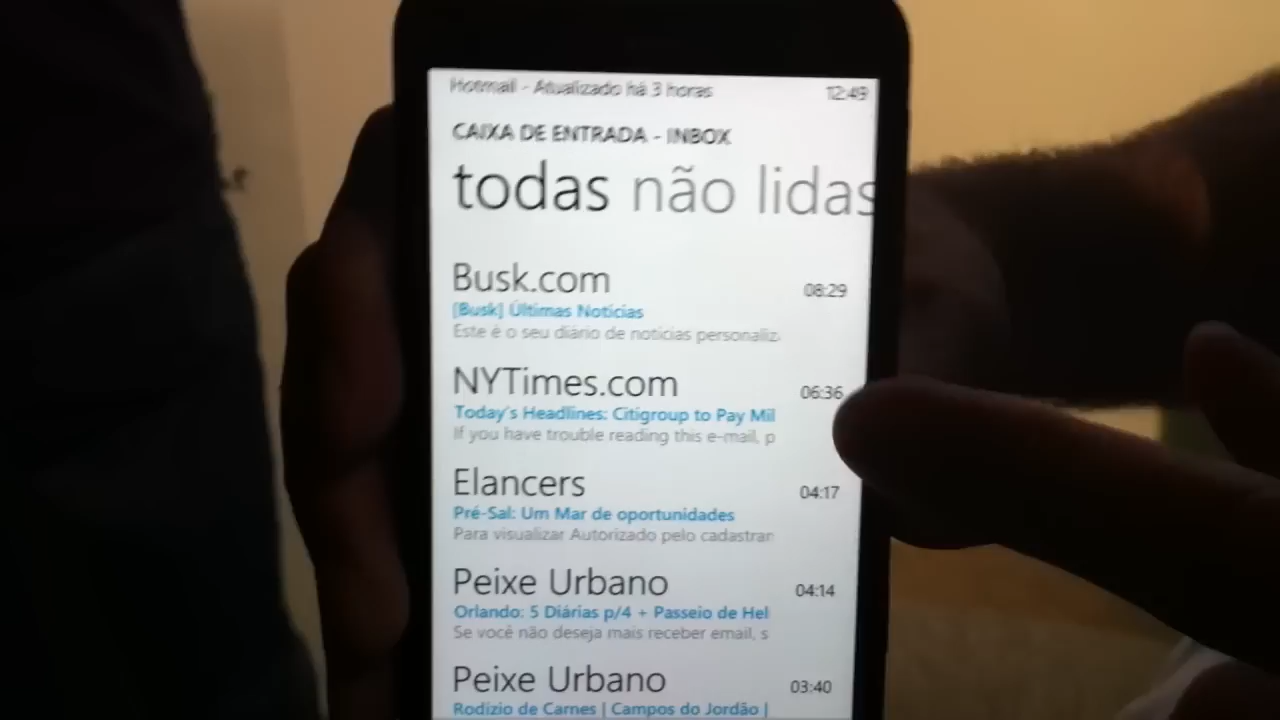 Hotmail - Atualizado há 3 horas 12:49
CAIXA DE ENTRADA - INBOX
todas não lidas
Busk.com 08:29
[Busk] Últimas Notícias
Este é o seu diário de notícias personaliz
NYTimes.com 06:36
Today's Headlines: Citigroup to Pay Mil
If you have trouble reading this e-mail, p
Elancers 04:17
Pré-Sal: Um Mar de oportunidades
Para visualizar Autorizado pelo cadastran
Peixe Urbano 04:14
Orlando: 5 Diárias p/4 + Passeio de Hel
Se você não deseja mais receber email, s
Peixe Urbano 03:40
Rodízio de Carnes | Campos do Jordão |